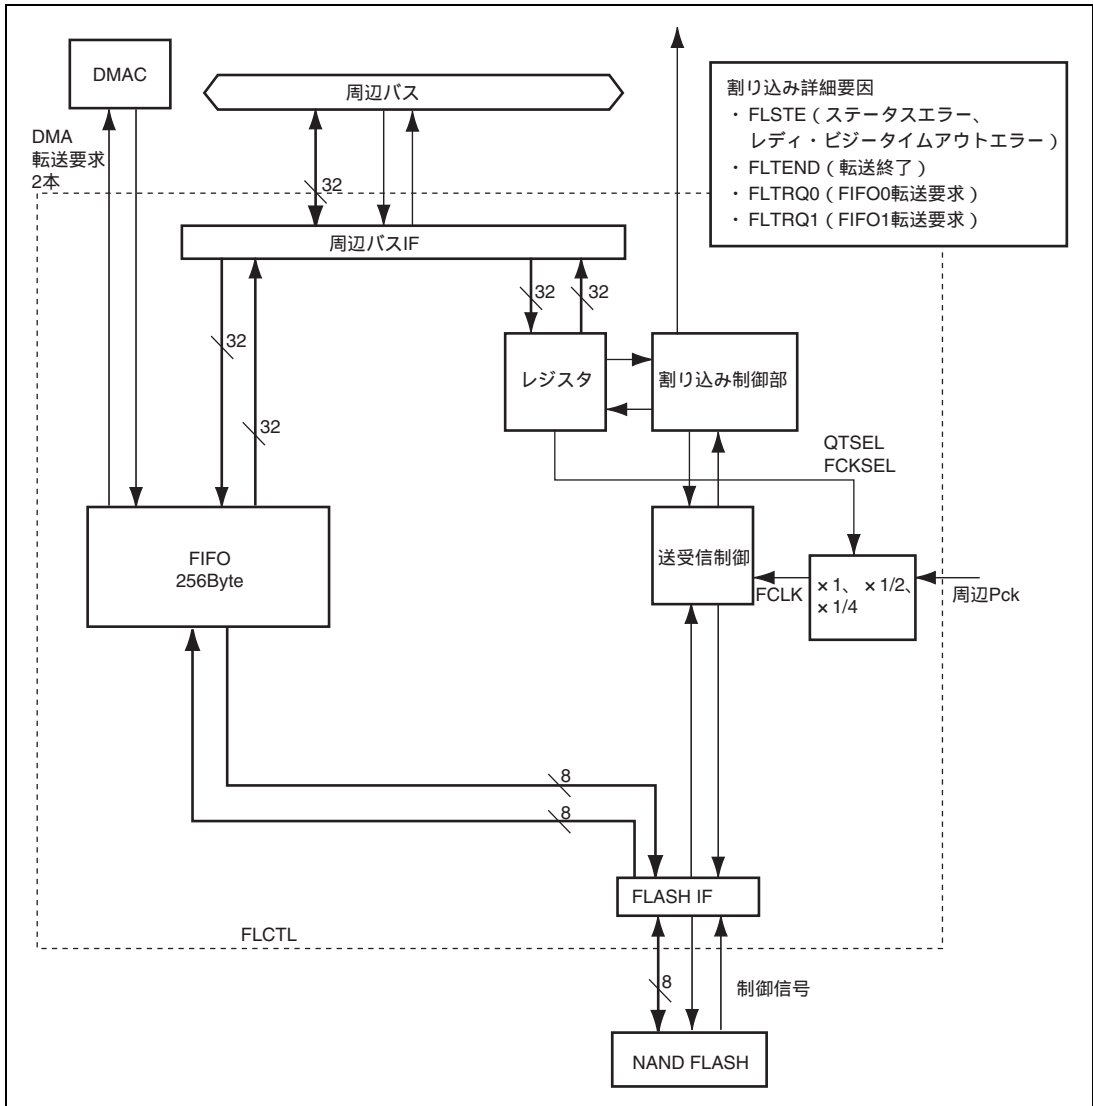 DMAC
周辺バス
割り込み詳細要因
・ FLSTE ( ステータスエラー、
レディ・ビジータイムアウトエラー )
・ FLTEND ( 転送終了 )
・ FLTRQ0 ( FIFO0転送要求 )
・ FLTRQ1 ( FIFO1転送要求 )
DMA
転送要求
2本
32
周辺バスIF
32
32
32
32
レジスタ
割り込み制御部
QTSEL
FCKSEL
FIFO
256Byte
送受信制御
FCLK
×1、 ×1/2、
×1/4
周辺Pck
8
8
FLASH IF
FLCTL
8
制御信号
NAND FLASH